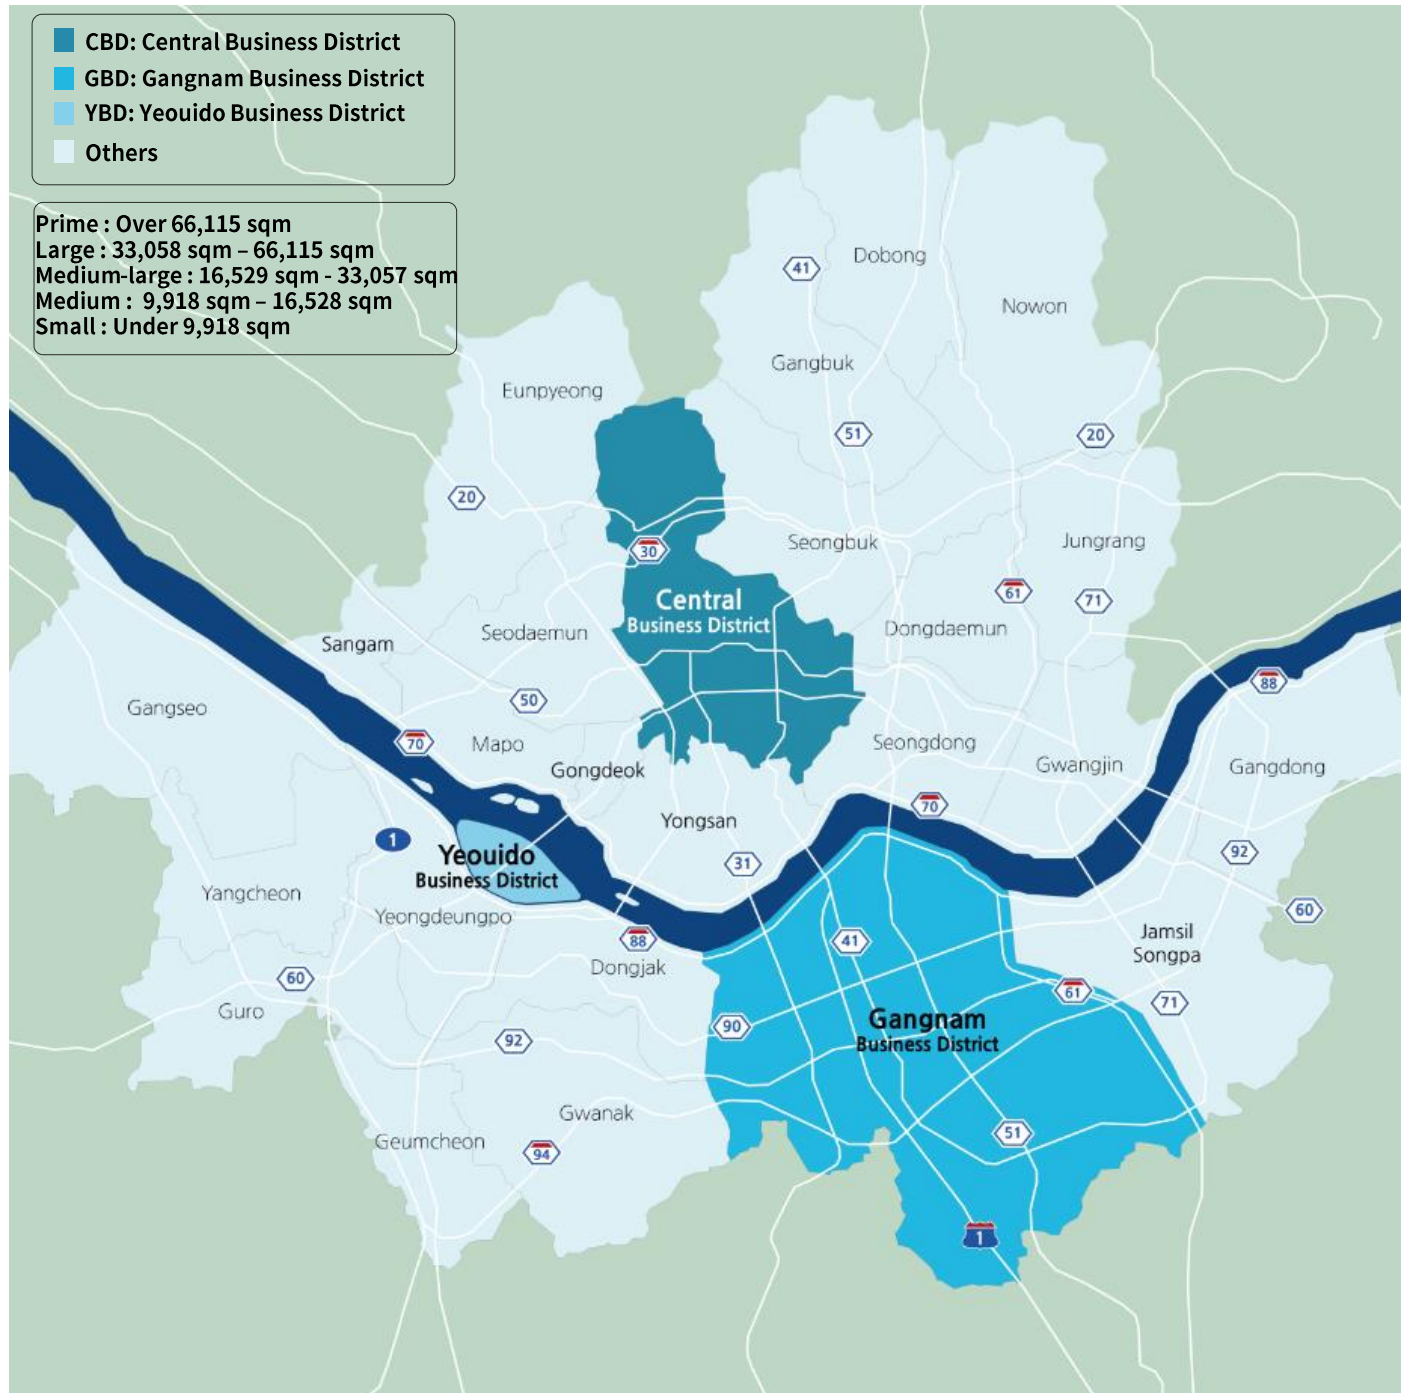 CBD: Central Business District
GBD: Gangnam Business District
YBD: Yeouido Business District
Others
Prime : Over 66,115 sqm
Large : 33,058 sqm – 66,115 sqm
Medium-large : 16,529 sqm - 33,057 sqm
Medium :  9,918 sqm – 16,528 sqm
Small : Under 9,918 sqm
Dobong
41
Nowon
Gangbuk
Eunpyeong
51
20
20
Seongbuk
Jungrang
30
61
71
Central
Business District
Dongdaemun
Seodaemun
Sangam
88
50
Gangseo
70
Mapo
Seongdong
Gwangjin
Gangdong
Gongdeok
70
Yongsan
1
31
92
Yeouido
Business District
Yangcheon
Yeongdeungpo
60
88
41
Jamsil
Songpa
Dongjak
60
61
71
Guro
Gangnam
Business District
90
92
Gwanak
51
Geumcheon
94
1